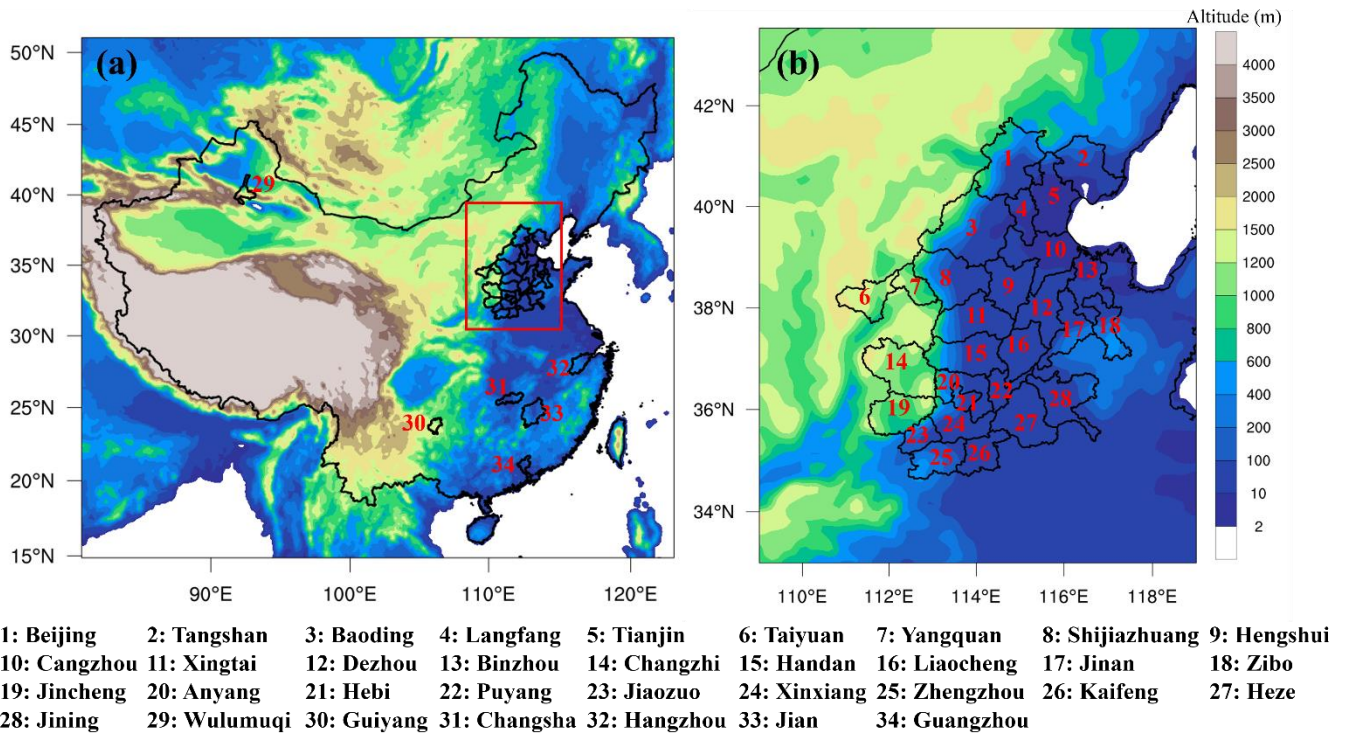 Altitude (m)
(a)
50°N
45°N
40°N
35°N
30°N
25°N
20°N
15°N
90°E
100°E
110°E
120°E
29
30
31
32
33
34
(b)
42°N
40°N
38°N
36°N
34°N
110°E
112°E
114°E
116°E
118°E
1
2
3
4
5
6
7
8
9
10
11
12
13
14
15
16
17
18
19
20
21
22
23
24
25
26
27
28
4000
3500
3000
2500
2000
1500
1200
1000
800
600
400
200
100
10
2
1: Beijing 2: Tangshan 3: Baoding 4: Langfang 5: Tianjin 6: Taiyuan 7: Yangquan 8: Shijiazhuang 9: Hengshui
10: Cangzhou 11: Xingtai 12: Dezhou 13: Binzhou 14: Changzhi 15: Handan 16: Liaocheng 17: Jinan 18: Zibo
19: Jincheng 20: Anyang 21: Hebi 22: Puyang 23: Jiaozuo 24: Xinxiang 25: Zhengzhou 26: Kaifeng 27: Heze
28: Jining 29: Wulumuqi 30: Guiyang 31: Changsha 32: Hangzhou 33: Jian 34: Guangzhou